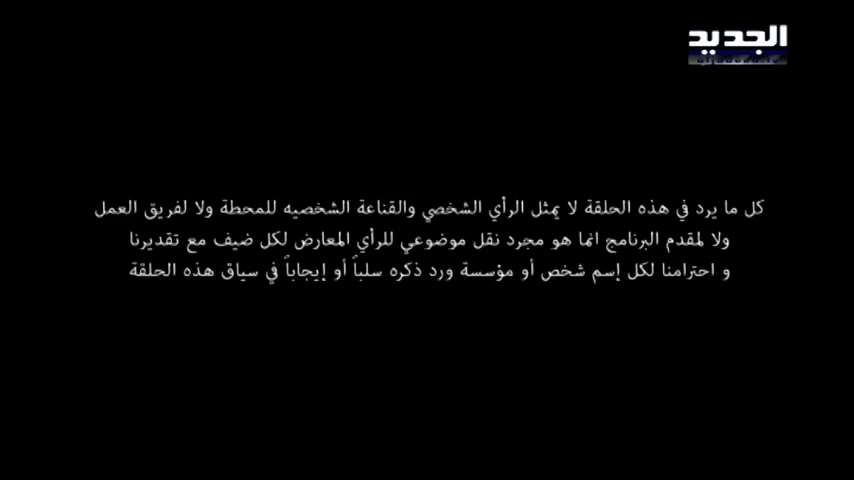 الجديد
كل ما يرد في هذه الحلقة لا يمثل الرأي الشخصي والقناعة الشخصيه للمحطة ولا لفريق العمل
ولا لمقدم البرنامج انما هو مجرد نقل موضوعي للرأي المعارض لكل ضيف مع تقديرنا
و احترامنا لكل إسم شخص أو مؤسسة ورد ذكره سلباً أو إيجاباً في سياق هذه الحلقة